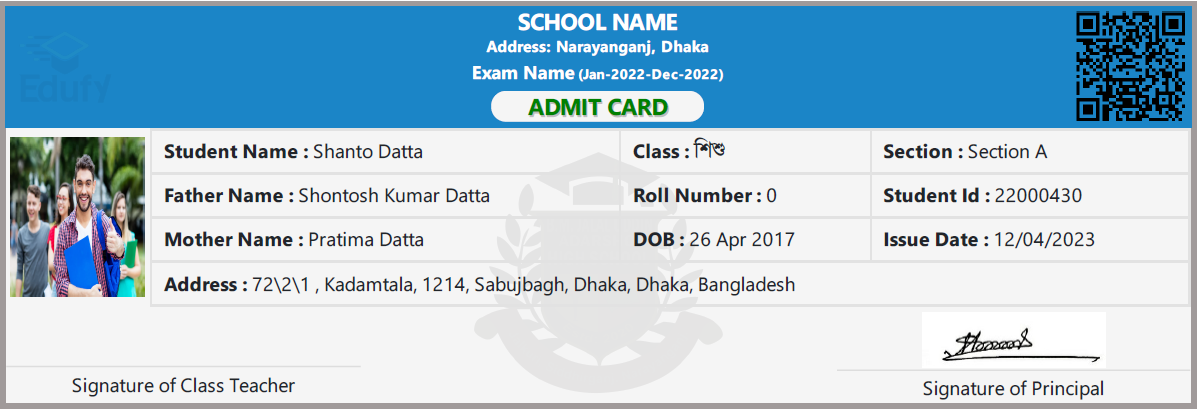 SCHOOL NAME
Address: Narayanganj, Dhaka
Exam Name (Jan-2022-Dec-2022)
ADMIT CARD
Edufy
Student Name : Shanto Datta
Class : শিশু
Section : Section A
Father Name : Shontosh Kumar Datta
Roll Number : 0
Student Id : 22000430
Mother Name : Pratima Datta
DOB : 26 Apr 2017
Issue Date : 12/04/2023
Address : 72\2\1 , Kadamtala, 1214, Sabujbagh, Dhaka, Dhaka, Bangladesh
Signature of Class Teacher
Signature of Principal